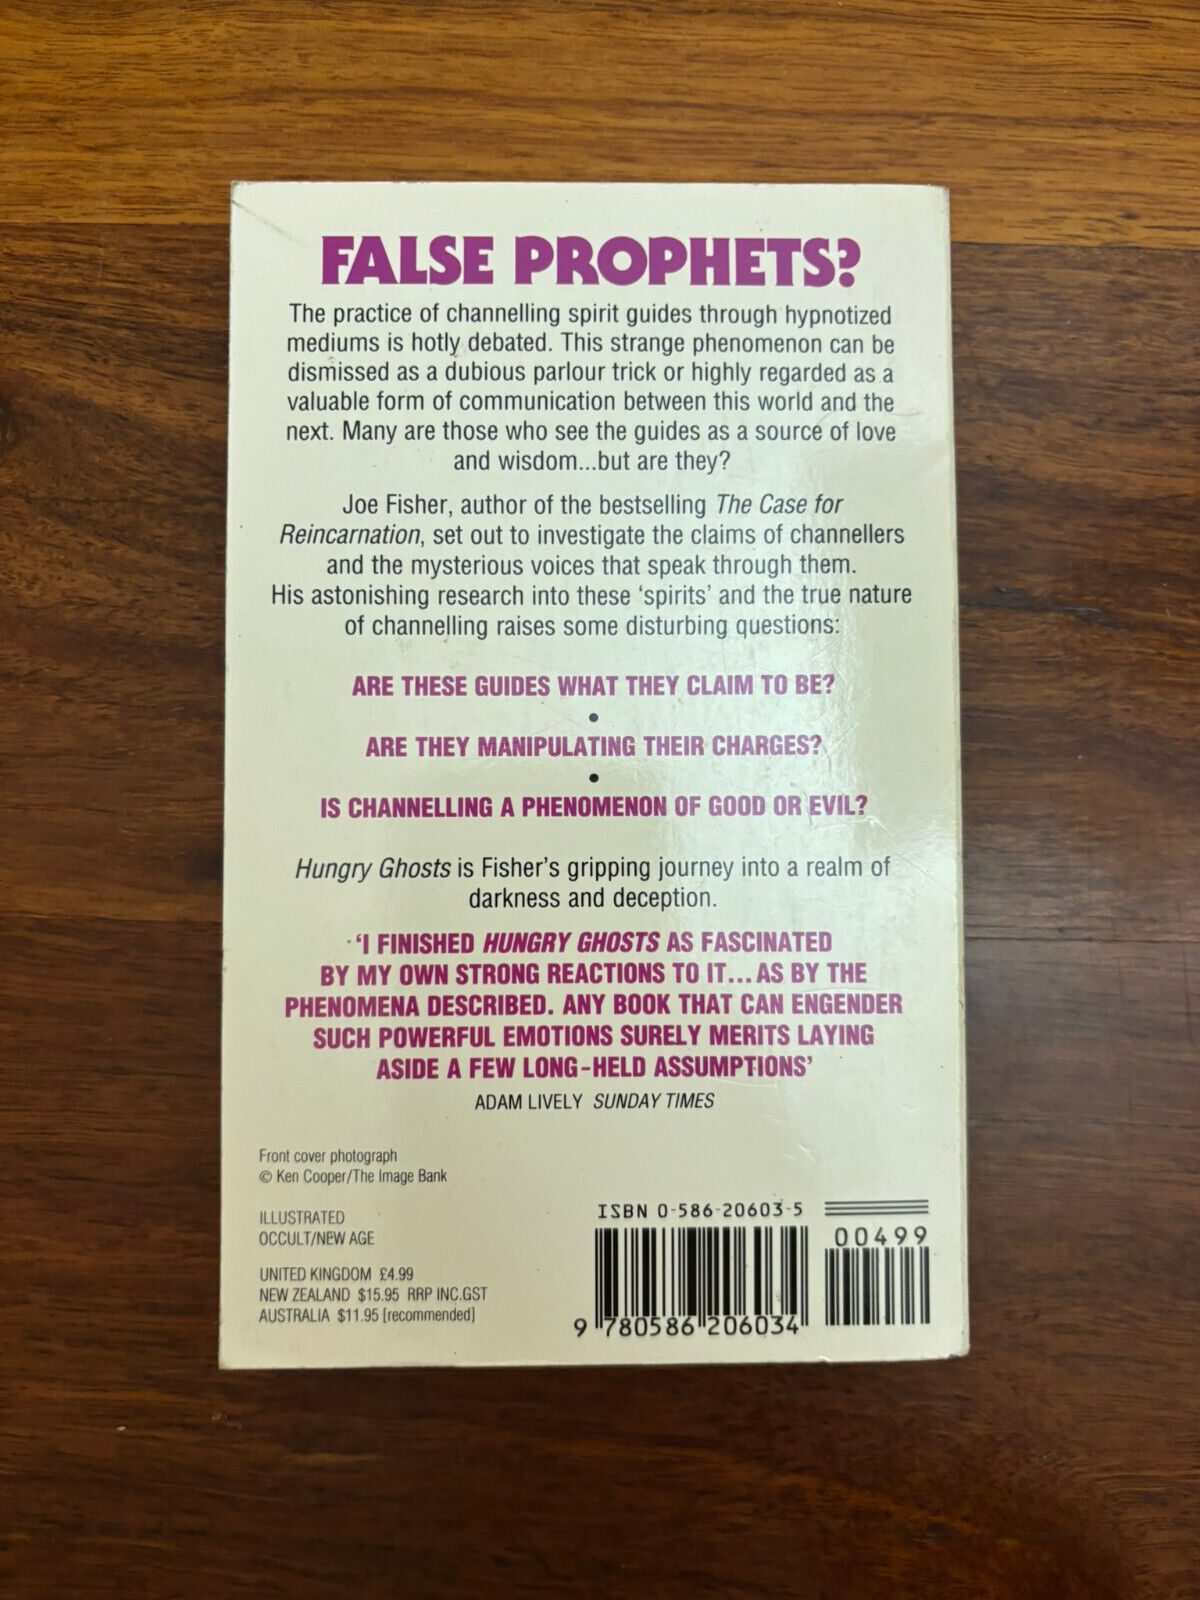 FALSE PROPHETS?
The practice of channelling spirit guides through hypnotized
mediums is hotly debated. This strange phenomenon can be
dismissed as a dubious parlour trick or highly regarded as a
valuable form of communication between this world and the
next. Many are those who see the guides as a source of love
and wisdom...but are they?
Joe Fisher, author of the bestselling The Case for
Reincarnation, set out to investigate the claims of channellers
and the mysterious voices that speak through them.
His astonishing research into these ‘spirits’ and the true nature
of channelling raises some disturbing questions:
ARE THESE GUIDES WHAT THEY CLAIM TO BE?
•
ARE THEY MANIPULATING THEIR CHARGES?
•
IS CHANNELLING A PHENOMENON OF GOOD OR EVIL?
Hungry Ghosts is Fisher’s gripping journey into a realm of
darkness and deception.
‘I FINISHED HUNGRY GHOSTS AS FASCINATED
BY MY OWN STRONG REACTIONS TO IT...AS BY THE
PHENOMENA DESCRIBED. ANY BOOK THAT CAN ENGENDER
SUCH POWERFUL EMOTIONS SURELY MERITS LAYING
ASIDE A FEW LONG-HELD ASSUMPTIONS’
ADAM LIVELY SUNDAY TIMES
Front cover photograph
© Ken Cooper/The Image Bank
ILLUSTRATED
OCCULT/NEW AGE
UNITED KINGDOM £4.99
NEW ZEALAND $15.95 RRP INC.GST
AUSTRALIA $11.95 [recommended]
ISBN 0-586-20603-5
00499
9 780586 206034